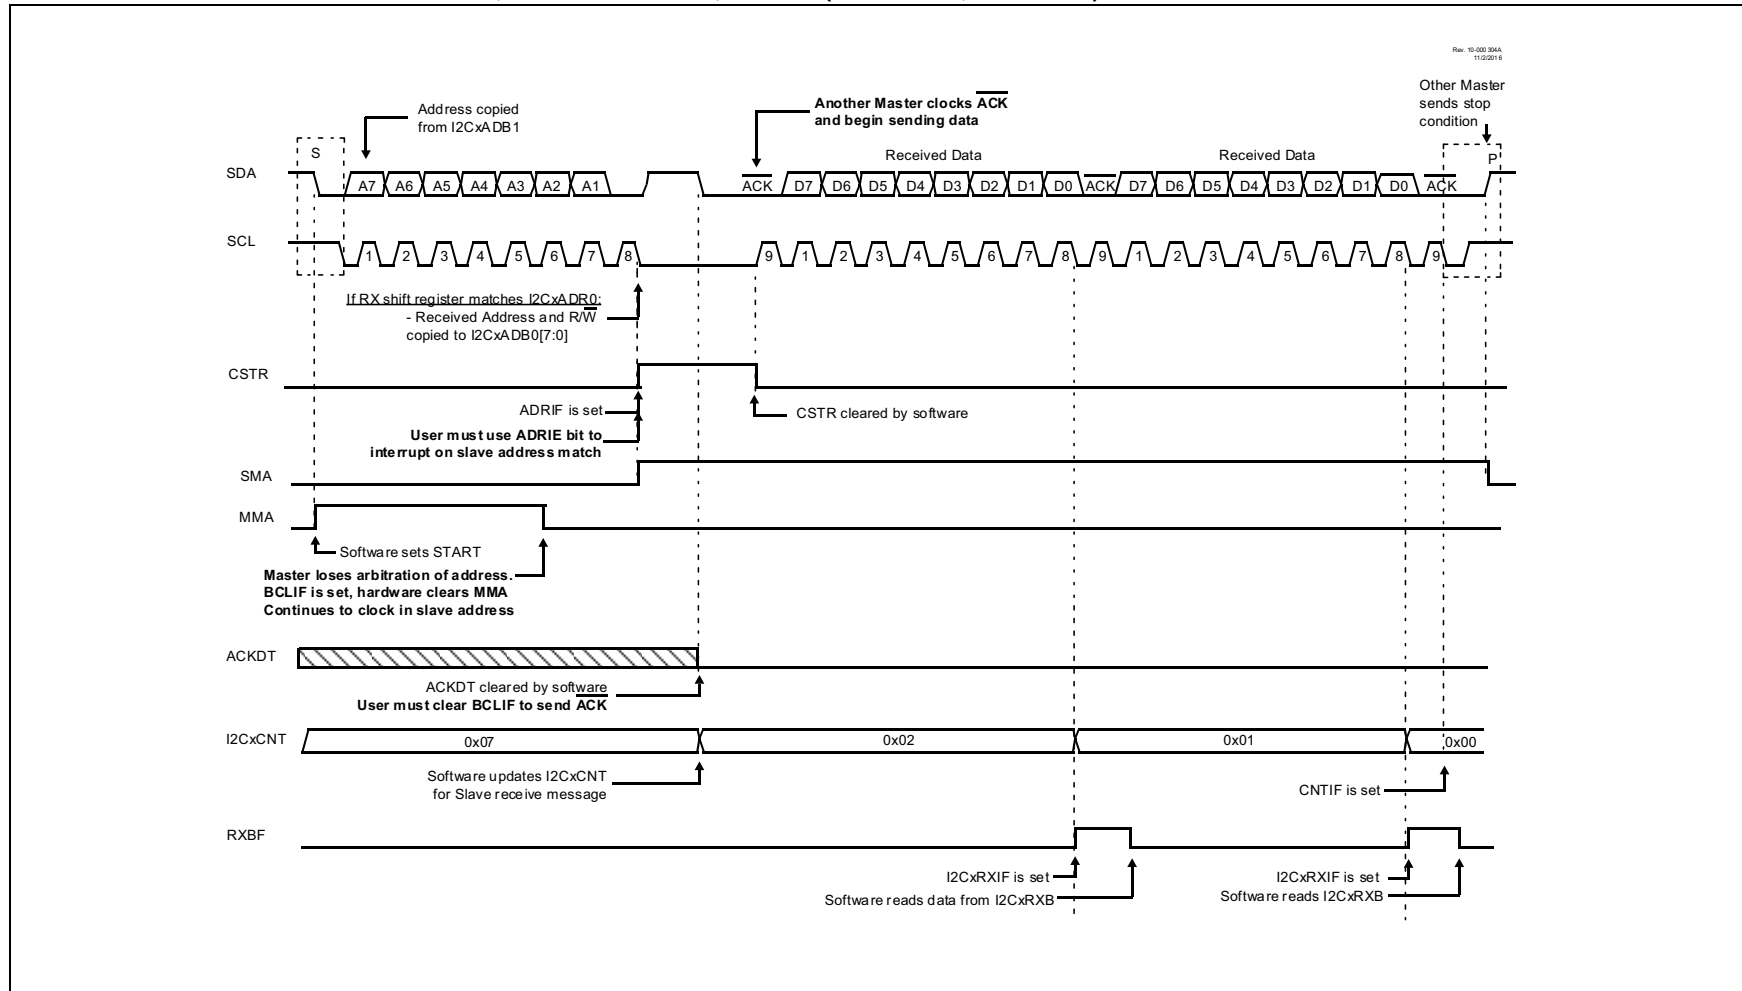 Rev. 10-000 304A
11/2/2016
Other Master
sends stop
condition
Address copied
from I2CxADB1
Another Master clocks ACK
and begin sending data
S
Received Data
Received Data
P
SDA
A7 A6 A5 A4 A3 A2 A1 ACK D7 D6 D5 D4 D3 D2 D1 D0 ACK D7 D6 D5 D4 D3 D2 D1 D0 ACK
SCL
1 2 3 4 5 6 7 8 9 1 2 3 4 5 6 7 8 9 1 2 3 4 5 6 7 8 9
If RX shift register matches I2CxADR0:
- Received Address and R/W
copied to I2CxADB0[7:0]
CSTR
ADRIF is set
CSTR cleared by software
User must use ADRIE bit to
interrupt on slave address match
SMA
MMA
Software sets START
Master loses arbitration of address.
BCLIF is set, hardware clears MMA
Continues to clock in slave address
ACKDT
ACKDT cleared by software
User must clear BCLIF to send ACK
I2CxCNT
0x07 0x02 0x01 0x00
Software updates I2CxCNT
for Slave receive message
CNTIF is set
RXBF
I2CxRXIF is set
Software reads data from I2CxRXB
I2CxRXIF is set
Software reads I2CxRXB